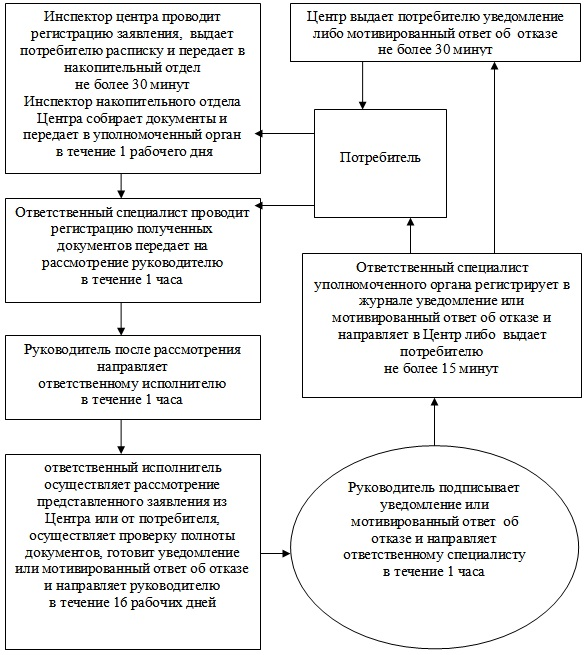 Инспектор центра проводит
регистрацию заявления, выдает
потребителю расписку и передает в
накопительный отдел
не более 30 минут
Инспектор накопительного отдела
Центра собирает документы и
передает в уполномоченный орган
в течение 1 рабочего дня
Центр выдает потребителю уведомление
либо мотивированный ответ об отказе
не более 30 минут
Потребитель
Ответственный специалист проводит
регистрацию полученных
документов передает на
рассмотрение руководителю
в течение 1 часа
Ответственный специалист
уполномоченного органа регистрирует в
журнале уведомление или
мотивированный ответ об отказе и
направляет в Центр либо выдает
потребителю
не более 15 минут
Руководитель после рассмотрения
направляет
ответственному исполнителю
в течение 1 часа
ответственный исполнитель
осуществляет рассмотрение
представленного заявления из
Центра или от потребителя,
осуществляет проверку полноты
документов, готовит уведомление
или мотивированный ответ об отказе
и направляет руководителю
в течение 16 рабочих дней
Руководитель подписывает
уведомление или
мотивированный ответ об
отказе и направляет
ответственному специалисту
в течение 1 часа